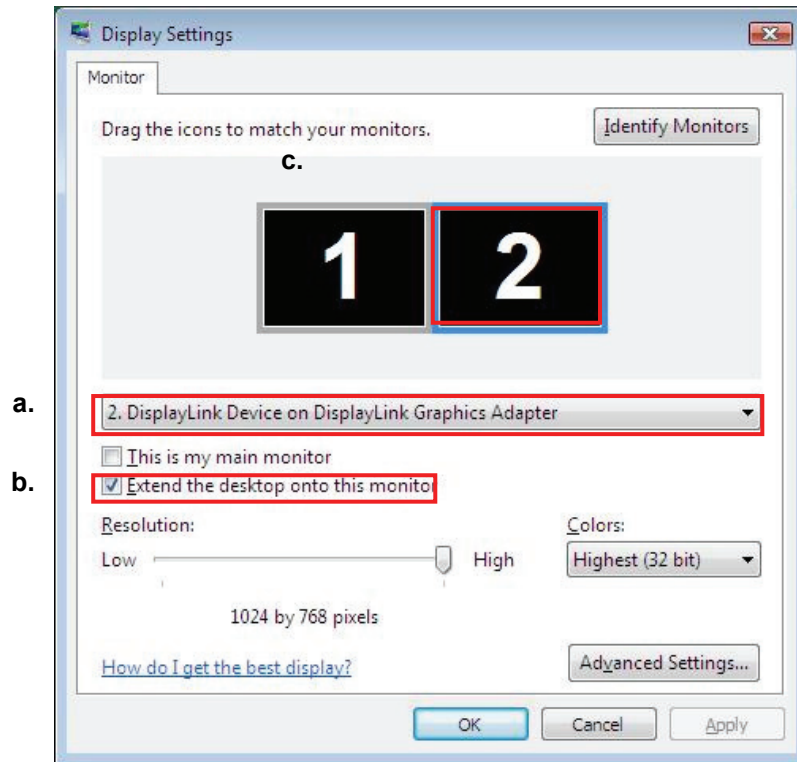 Display Settings
Monitor
Drag the icons to match your monitors.
Identify Monitors
c.
1
2
a.
2. DisplayLink Device on DisplayLink Graphics Adapter
This is my main monitor
b.
Extend the desktop onto this monitor
Resolution:
Colors:
Low
High
Highest (32 bit)
1024 by 768 pixels
How do I get the best display?
Advanced Settings...
OK
Cancel
Apply